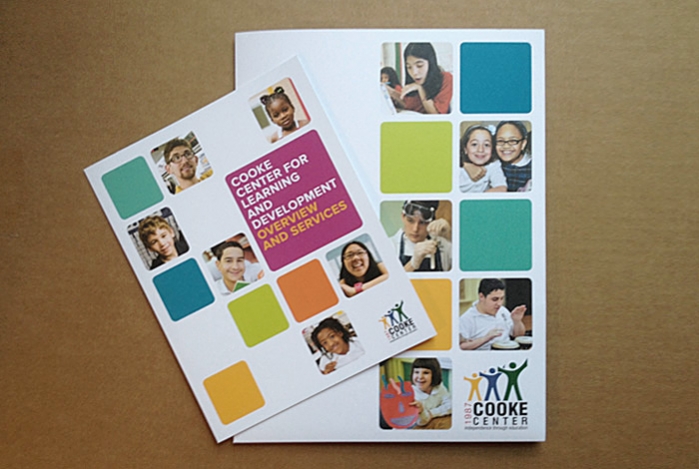 COOKE
CENTER FOR
LEARNING
AND
DEVELOPMENT
OVERVIEW
AND SERVICES
COOKE
CENTER
1987
COOKE
CENTER
Independence through education